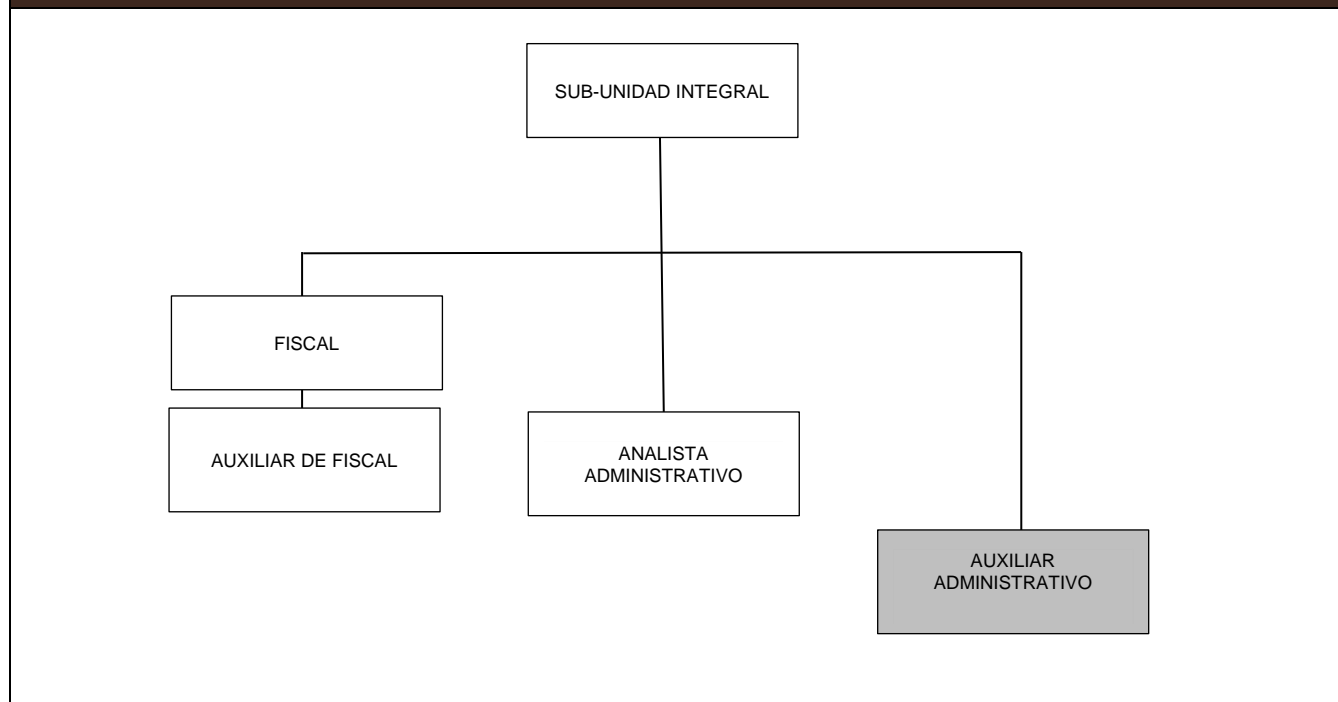 SUB-UNIDAD INTEGRAL
FISCAL
AUXILIAR DE FISCAL
ANALISTA
ADMINISTRATIVO
AUXILIAR
ADMINISTRATIVO